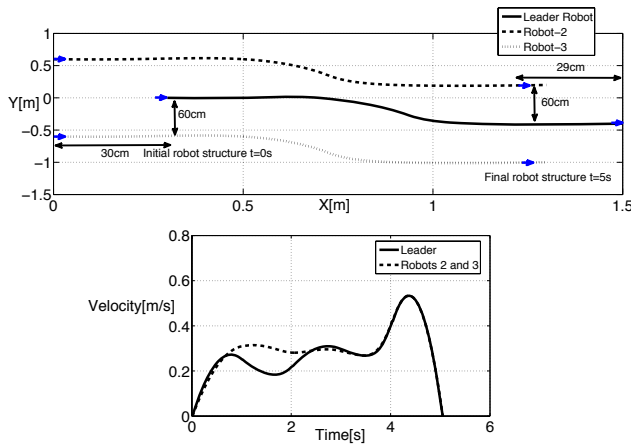 Leader Robot
Robot-2
Robot-3
1
0.5
0
−0.5
−1
−1.5
Y[m]
29cm
60cm
60cm
30cm
Initial robot structure t=0s
Final robot structure t=5s
0
0.5
1
1.5
X[m]
0.8
0.6
0.4
0.2
0
Velocity[m/s]
Leader
Robots 2 and 3
0
2
4
6
Time[s]